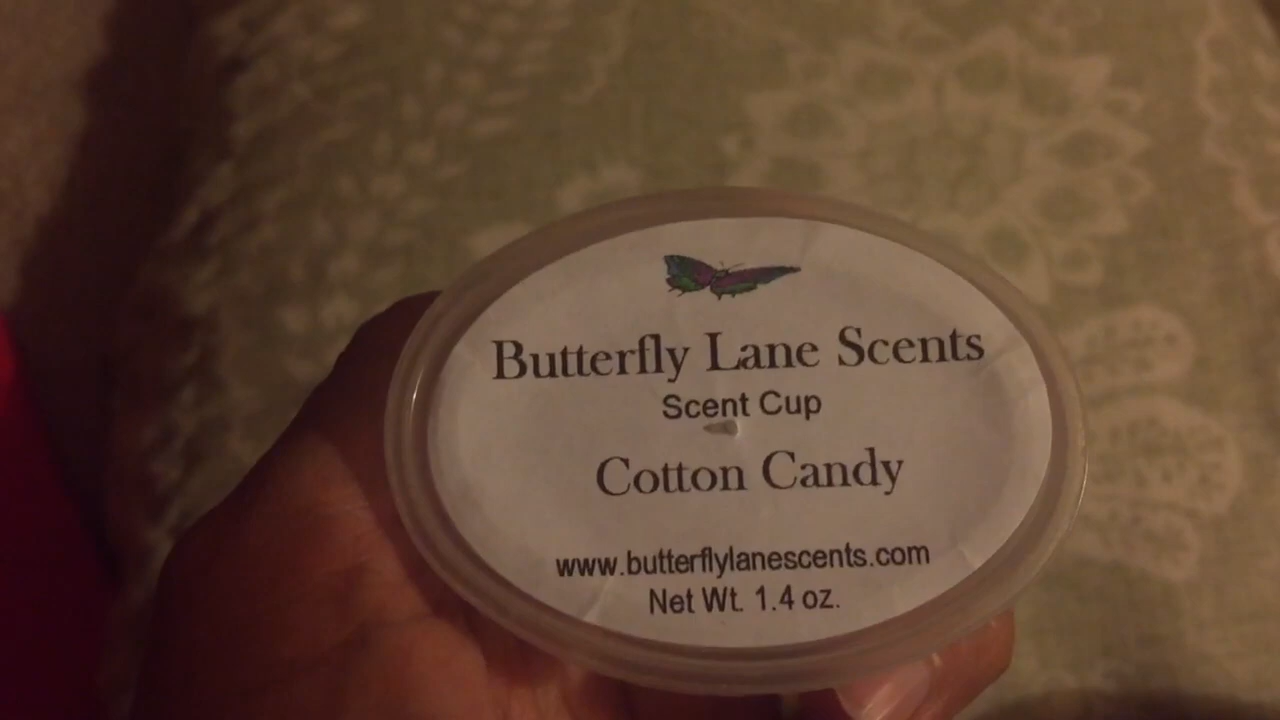 Butterfly Lane Scents
Scent Cup
Cotton Candy
www.butterflylanescents.com
Net Wt. 1.4 oz.